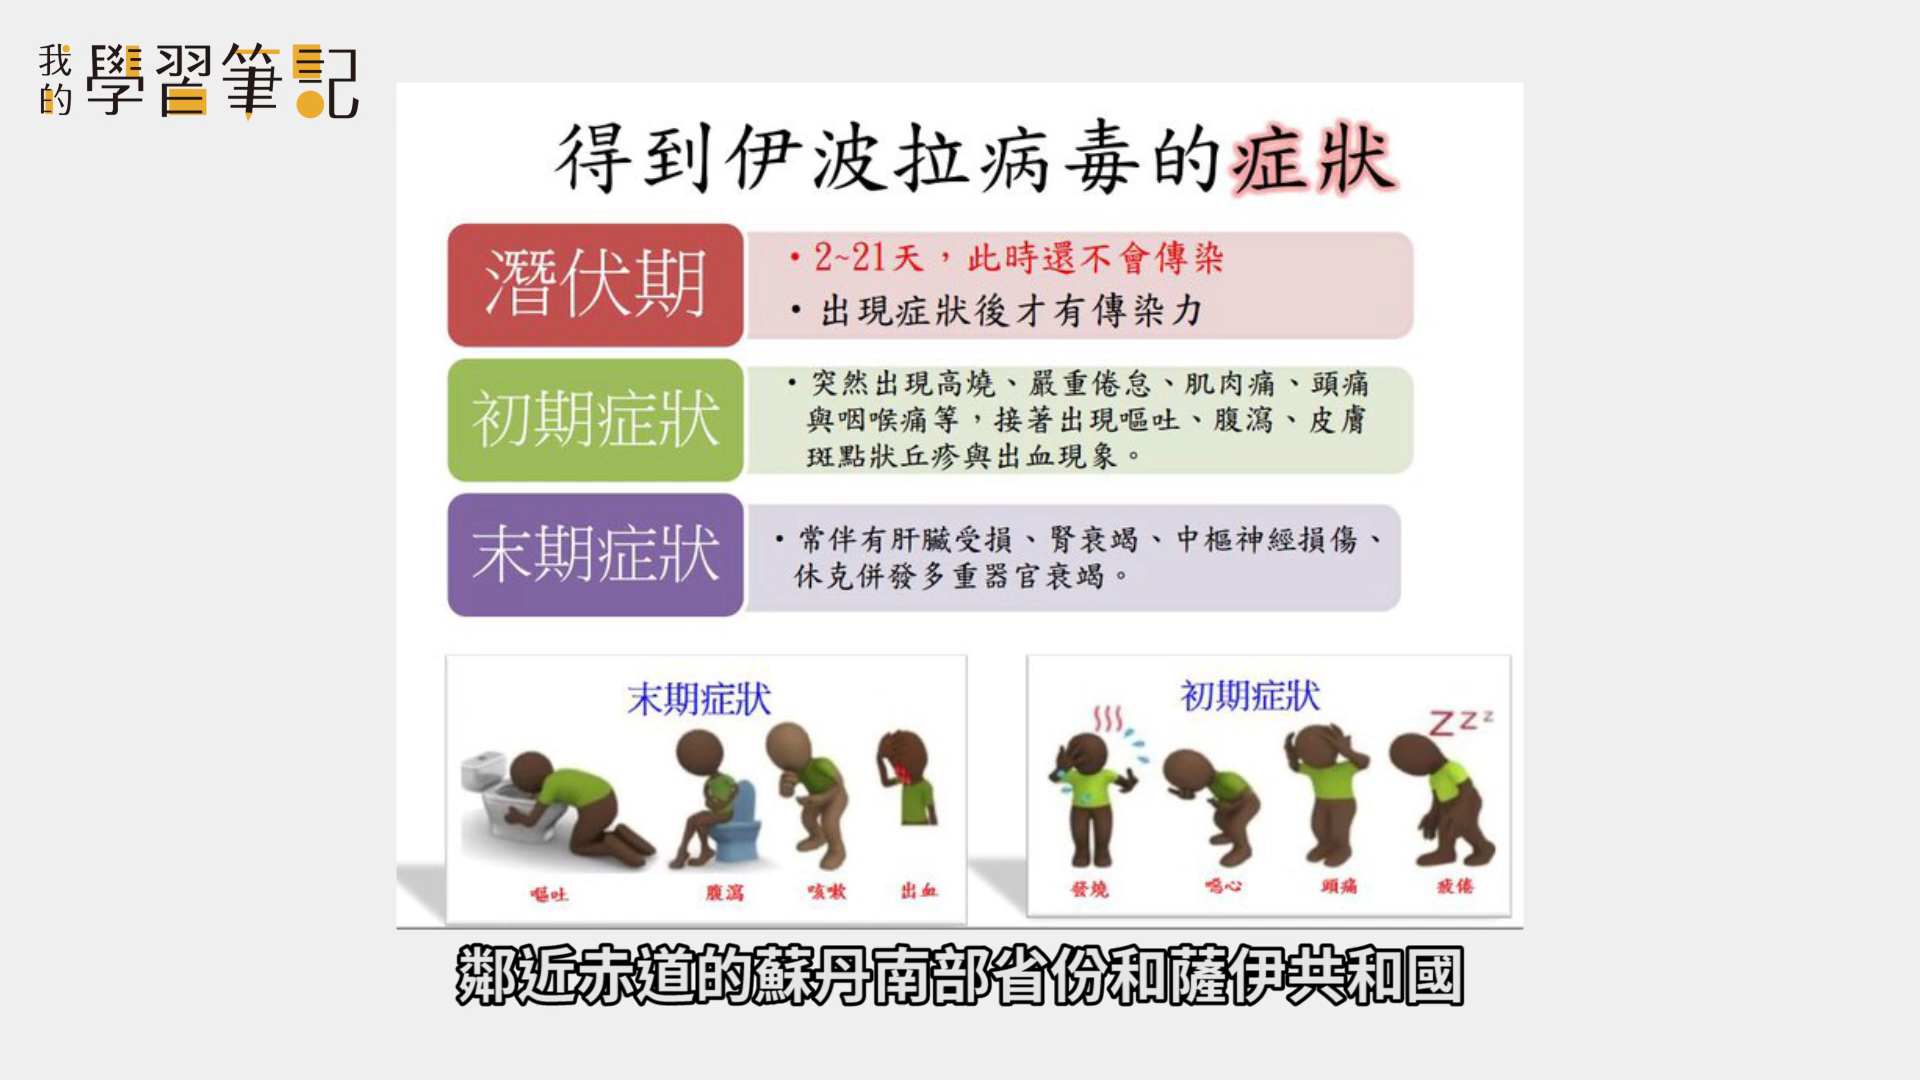 我的學習筆記
得到伊波拉病毒的症狀
潛伏期
•2~21天，此時還不會傳染
•出現症狀後才有傳染力
初期症狀
•突然出現高燒、嚴重倦怠、肌肉痛、頭痛
與咽喉痛等，接著出現嘔吐、腹瀉、皮膚
斑點狀丘疹與出血現象。
末期症狀
•常伴有肝臟受損、腎衰竭、中樞神經損傷、
休克併發多重器官衰竭。
末期症狀
嘔吐
腹瀉
咳嗽
出血
初期症狀
zzz
發燒
噁心
頭痛
疲倦
鄰近赤道的蘇丹南部省份和薩伊共和國